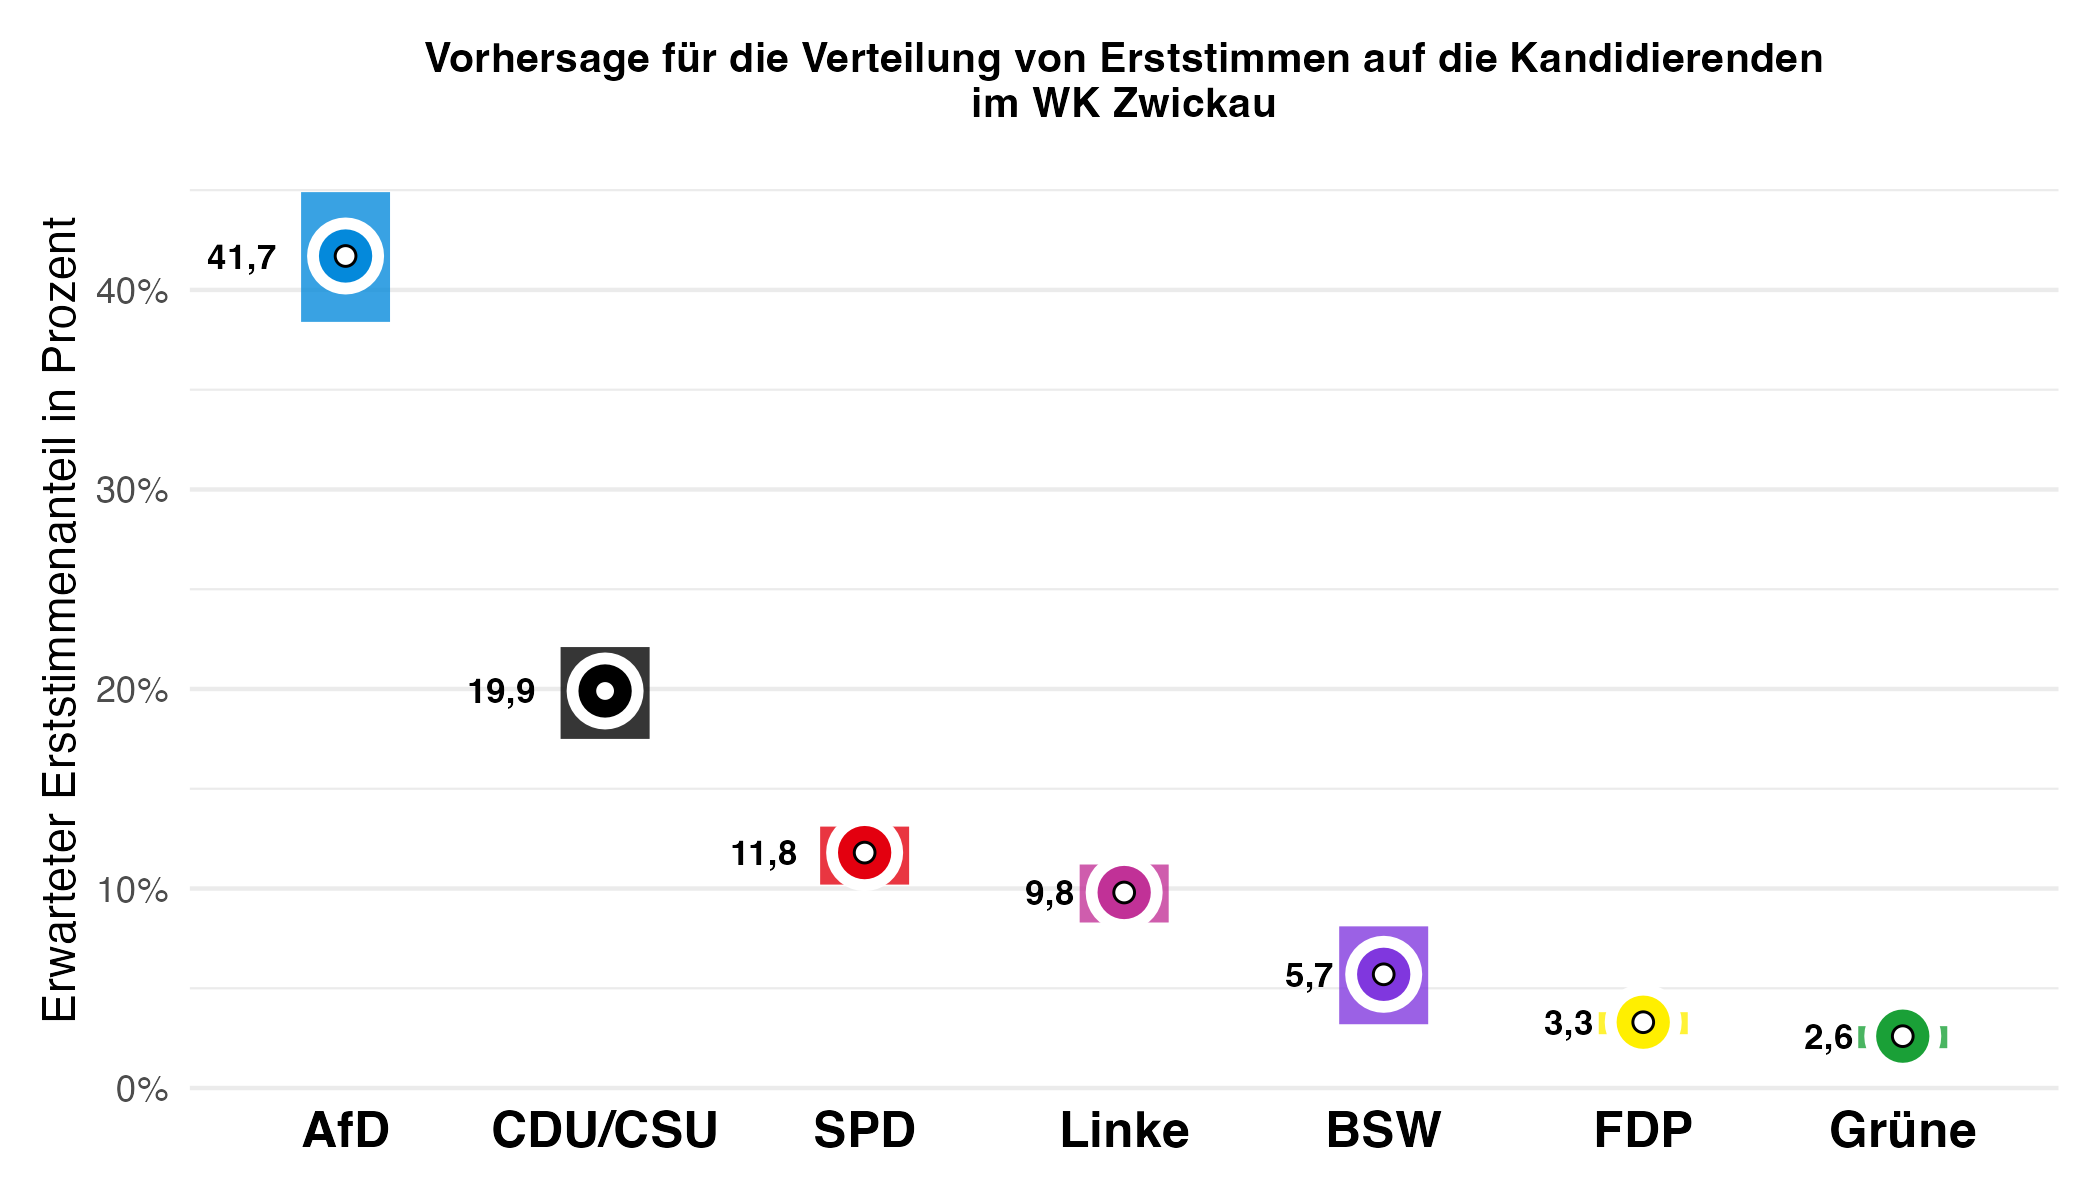 Vorhersage für die Verteilung von Erststimmen auf die Kandidierenden
im WK Zwickau
Erwarteter Erststimmenanteil in Prozent
40%
30%
20%
10%
0%
41,7
19,9
11,8
9,8
5,7
3,3
2,6
AfD
CDU/CSU
SPD
Linke
BSW
FDP
Grüne